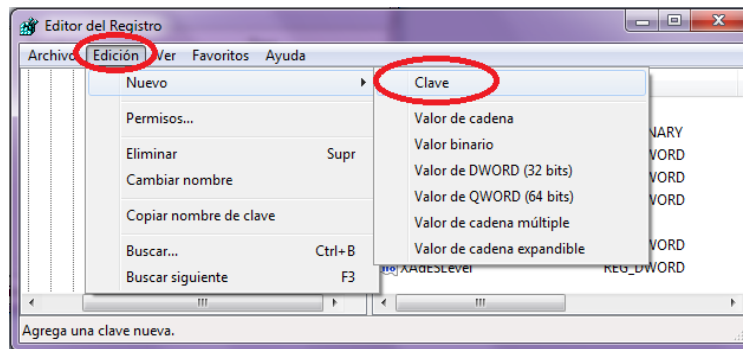 Editor del Registro
Archivo Edición Ver Favoritos Ayuda
Nuevo
Permisos...
Eliminar Supr
Cambiar nombre
Copiar nombre de clave
Buscar... Ctrl+B
Buscar siguiente F3
Clave
Valor de cadena
Valor binario
Valor de DWORD (32 bits)
Valor de QWORD (64 bits)
Valor de cadena múltiple
Valor de cadena expandible
NARY
WORD
WORD
WORD
WORD
XAdESLevel REG_DWORD
Agrega una clave nueva.